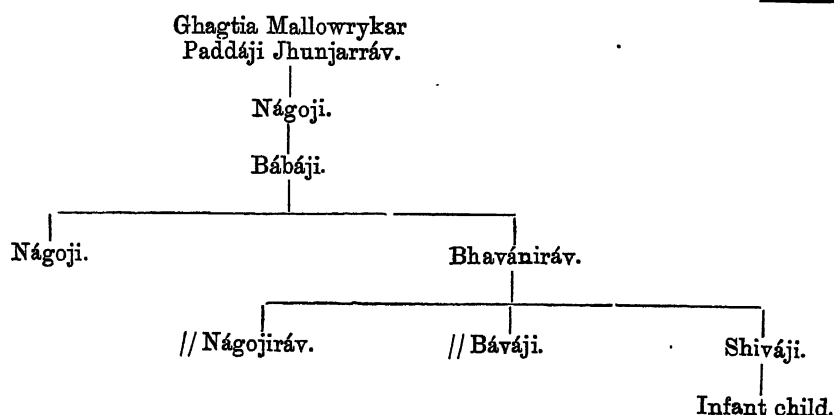 Ghagtia Mallowrykar
Paddáji Jhunjarráv.
Nágoji.
Bábáji.
Nágoji. Bhavániráv.
// Nágojiráv. // Báváji. Shiváji.
Infant child.